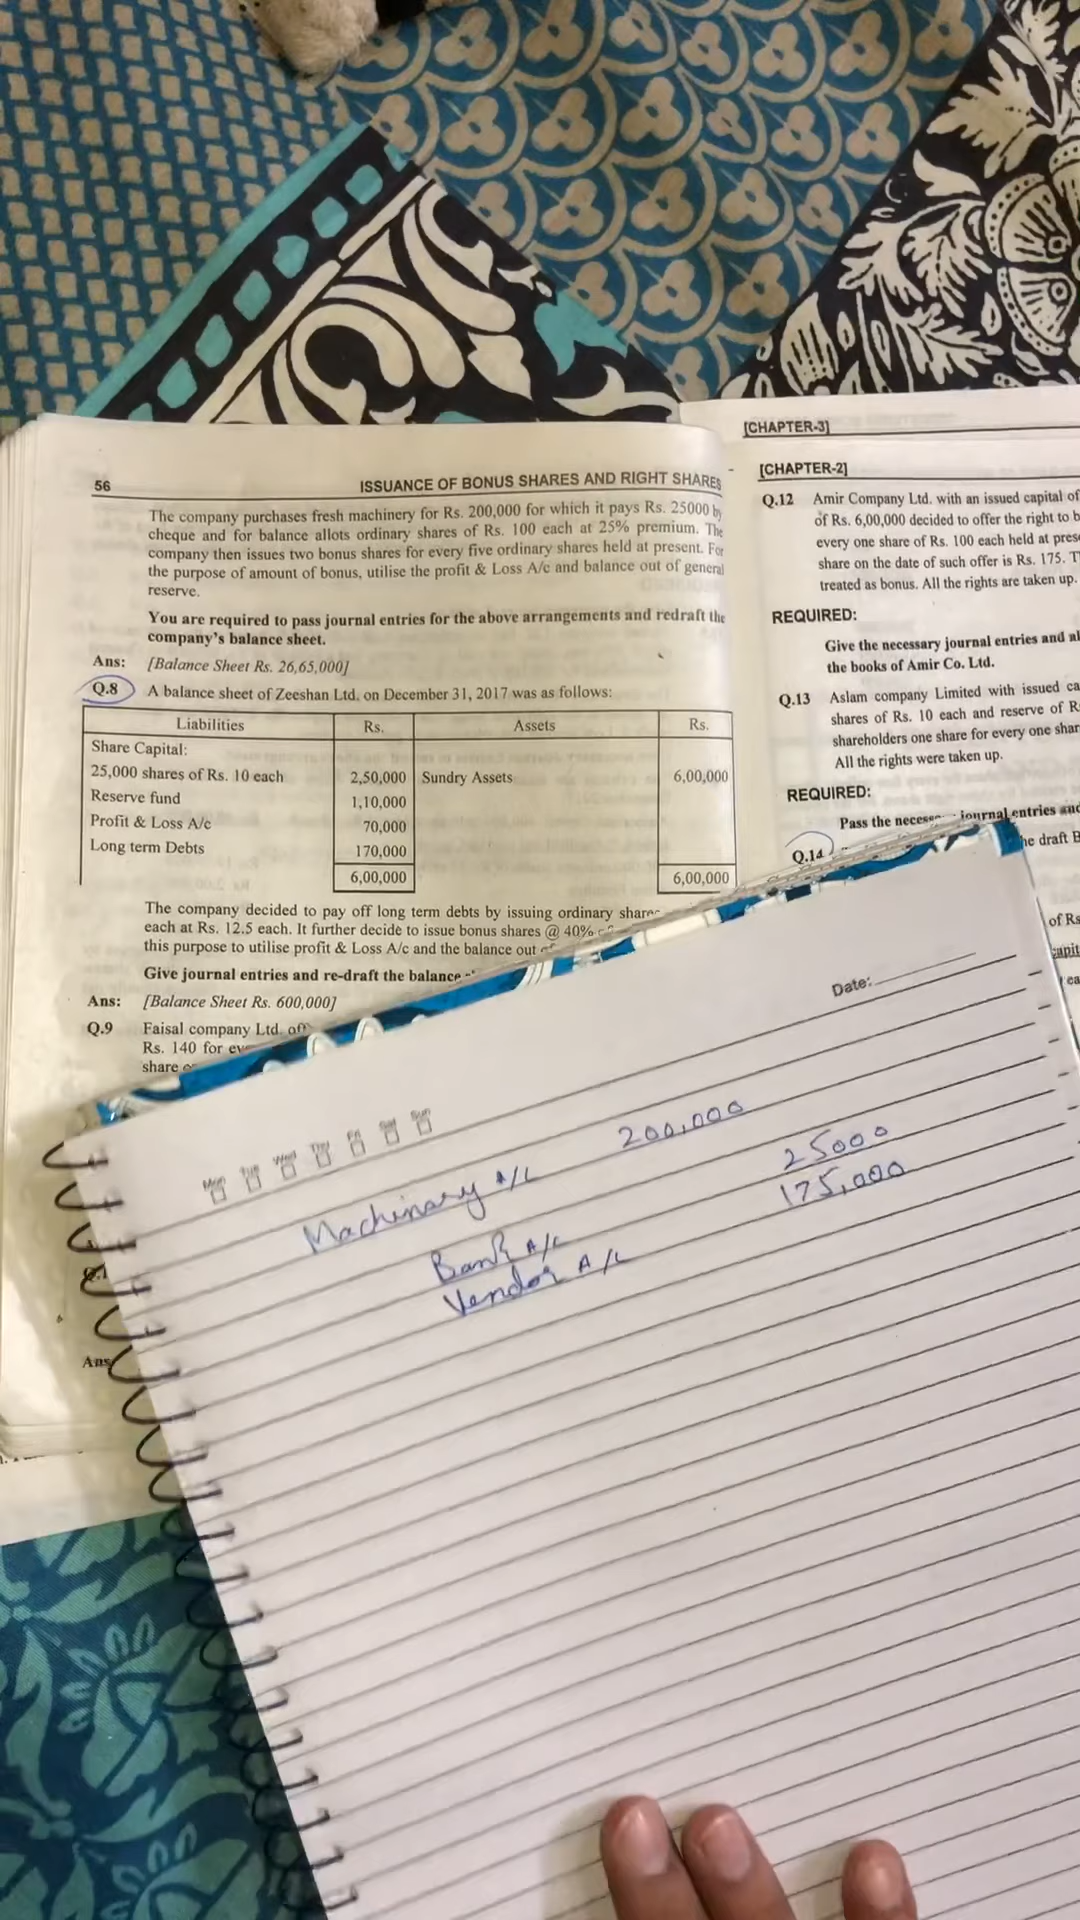 56
ISSUANCE OF BONUS SHARES AND RIGHT SHARES
The company purchases fresh machinery for Rs. 200,000 for which it pays Rs. 25000 by
cheque and for balance allots ordinary shares of Rs. 100 each at 25% premium. The
company then issues two bonus shares for every five ordinary shares held at present. For
the purpose of amount of bonus, utilise the profit & Loss A/c and balance out of general
reserve.
You are required to pass journal entries for the above arrangements and redraft the
company's balance sheet.
Ans: [Balance Sheet Rs. 26,65,000]
Q.8 A balance sheet of Zeeshan Ltd. on December 31, 2017 was as follows:
Liabilities Rs. Assets Rs.
Share Capital:
25,000 shares of Rs. 10 each 2,50,000 Sundry Assets 6,00,000
Reserve fund 1,10,000
Profit & Loss A/c 70,000
Long term Debts 170,000
6,00,000 6,00,000
The company decided to pay off long term debts by issuing ordinary
each at Rs. 12.5 each. It further decide to issue bonus shares @ 40%
this purpose to utilise profit & Loss A/c and the balance out
Give journal entries and re-draft the balance
Ans: [Balance Sheet Rs. 600,000]
Q.9 Faisal company Ltd.
Rs. 140 for
share
Ans
[CHAPTER-3]
[CHAPTER-2]
Q.12 Amir Company Ltd. with an issued capital of
of Rs. 6,00,000 decided to offer the right to
every one share of Rs. 100 each held at
share on the date of such offer is Rs. 175.
treated as bonus. All the rights are taken up.
REQUIRED:
Give the necessary journal entries and
the books of Amir Co. Ltd.
Q.13 Aslam company Limited with issued
shares of Rs. 10 each and reserve of
shareholders one share for every one
All the rights were taken up.
REQUIRED:
Pass the journal entries
Q.14 draft
of
Date:
Mon Tue Wed Thu Fri Sat Sun
Machinary A/c 200,000
Bank A/c 25000
Vendor A/c 175,000